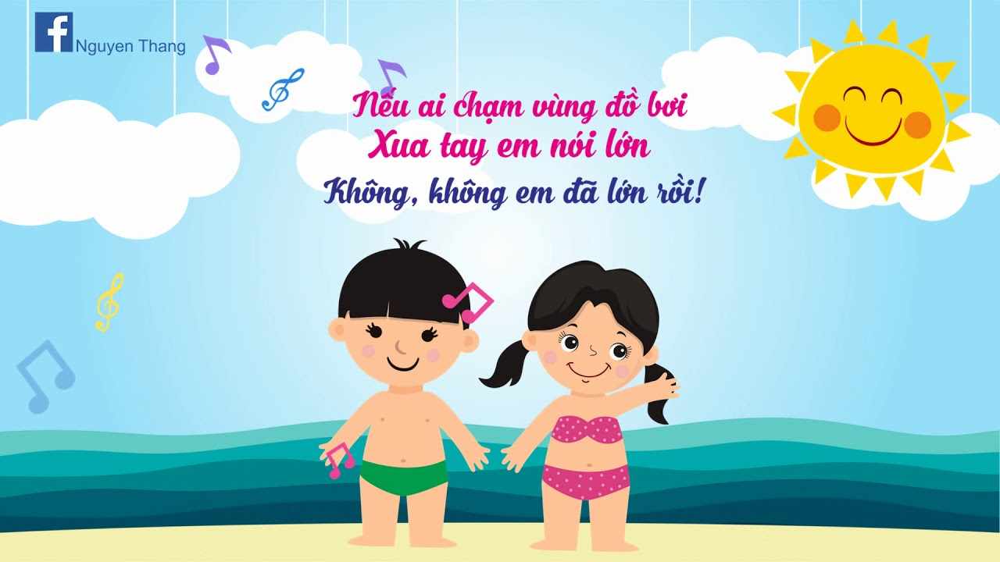 Nguyen Thang
Nếu ai chạm vùng đồ bơi
Xua tay em nói lớn
Không, không em đã lớn rồi!